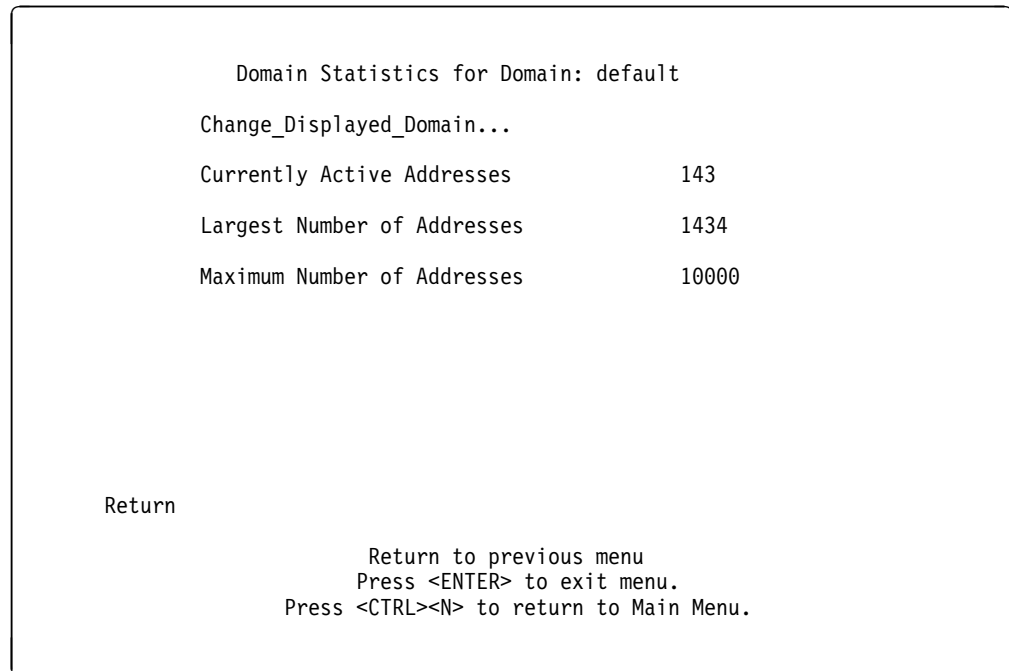 Domain Statistics for Domain: default
Change_Displayed_Domain...
Currently Active Addresses 143
Largest Number of Addresses 1434
Maximum Number of Addresses 10000
Return
Return to previous menu
Press <ENTER> to exit menu.
Press <CTRL><N> to return to Main Menu.